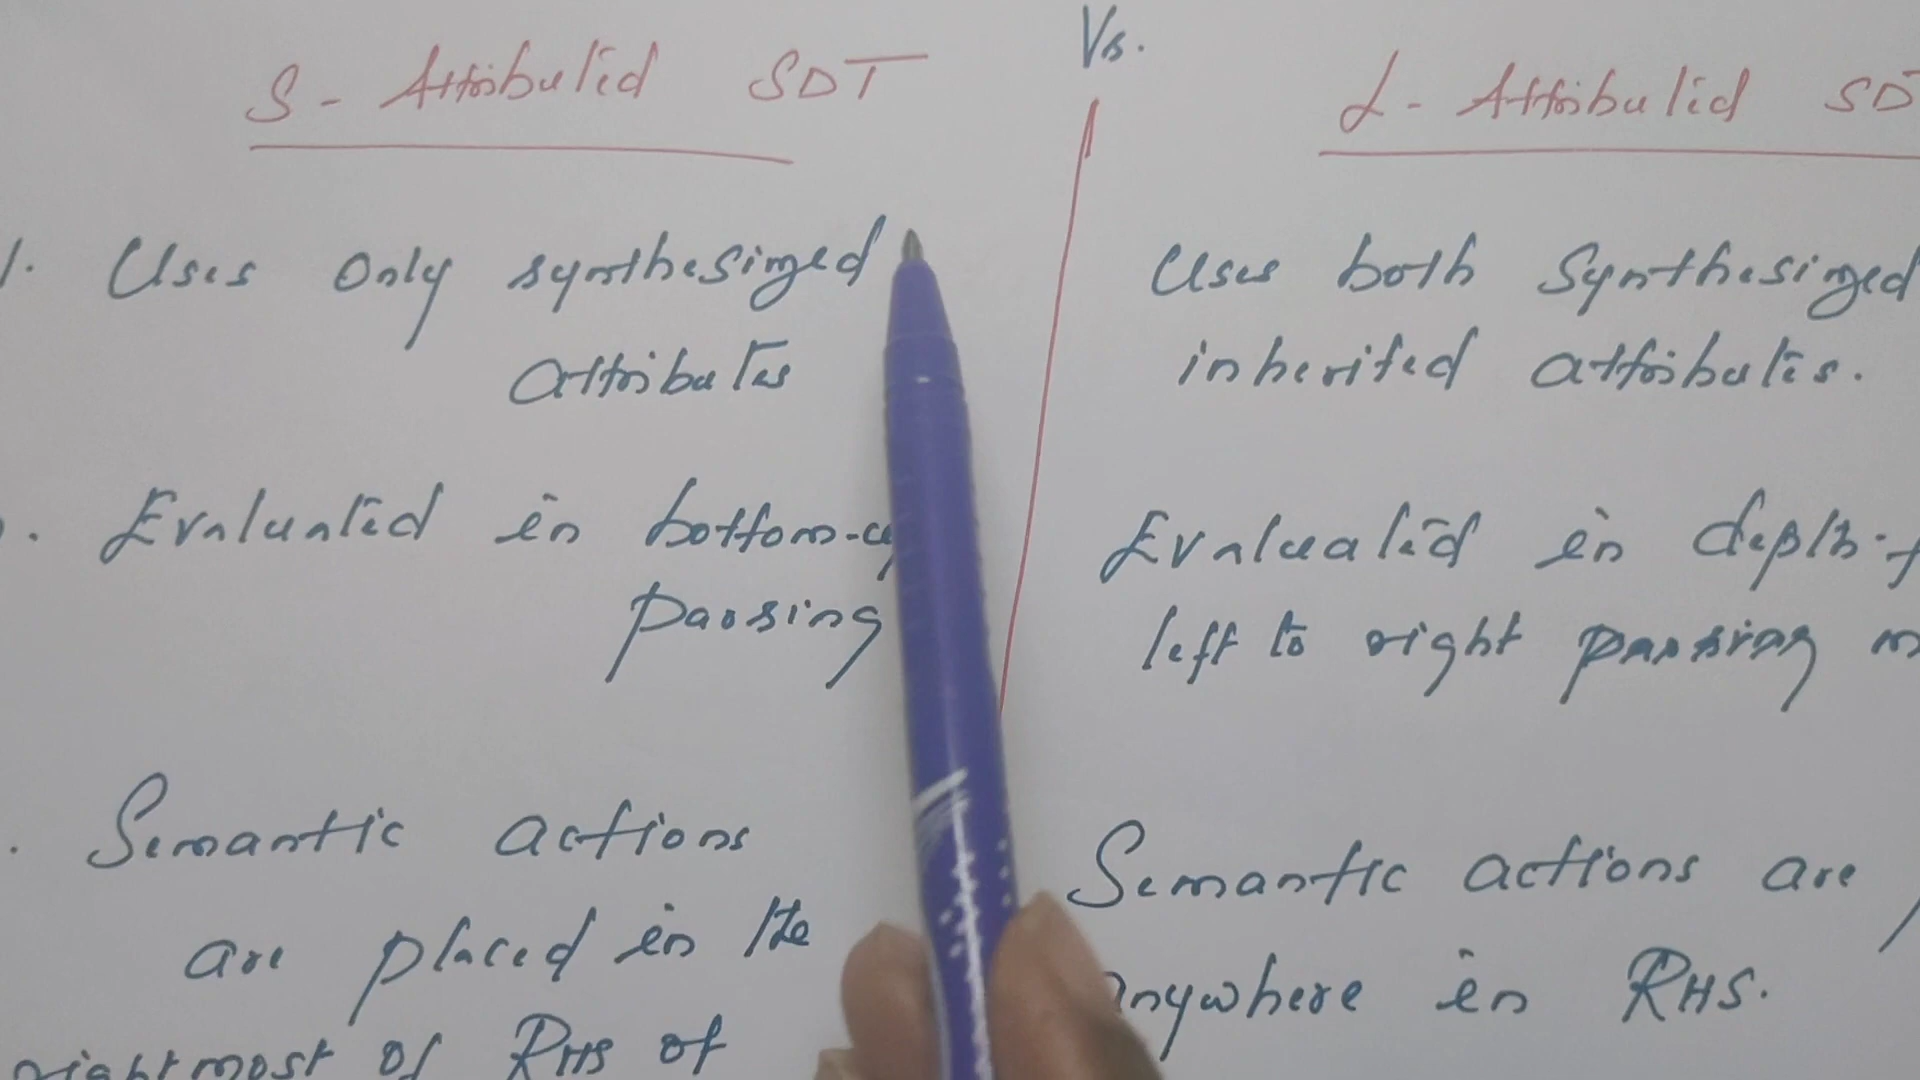 S - Attributed SDT Vs. L - Attributed SD
1. Uses only synthesized
attributes
Evaluated in bottom-up
parsing
Semantic actions
are placed in the
rightmost of RHS of
Uses both Synthesized
inherited attributes.
Evaluated in depth-f
left to right parsing
Semantic actions are
anywhere in RHS.